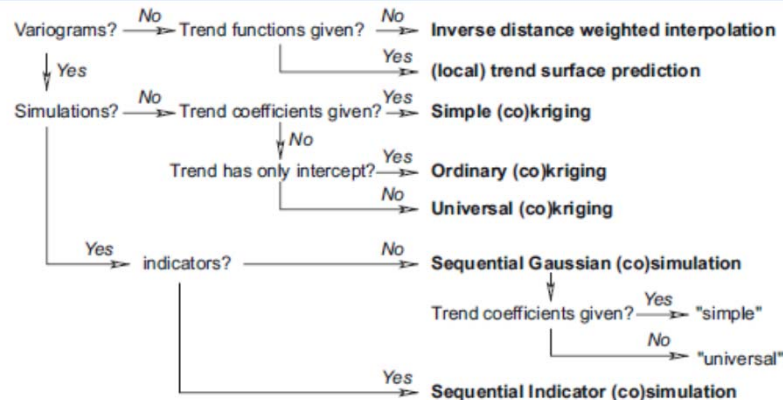 No No
Variograms? Trend functions given? Inverse distance weighted interpolation
Yes Yes
(local) trend surface prediction
No Yes
Simulations? Trend coefficients given? Simple (co)kriging
No
Yes
Trend has only intercept? Ordinary (co)kriging
No
Universal (co)kriging
Yes No
indicators? Sequential Gaussian (co)simulation
Yes
Trend coefficients given? "simple"
No
"universal"
Yes
Sequential Indicator (co)simulation